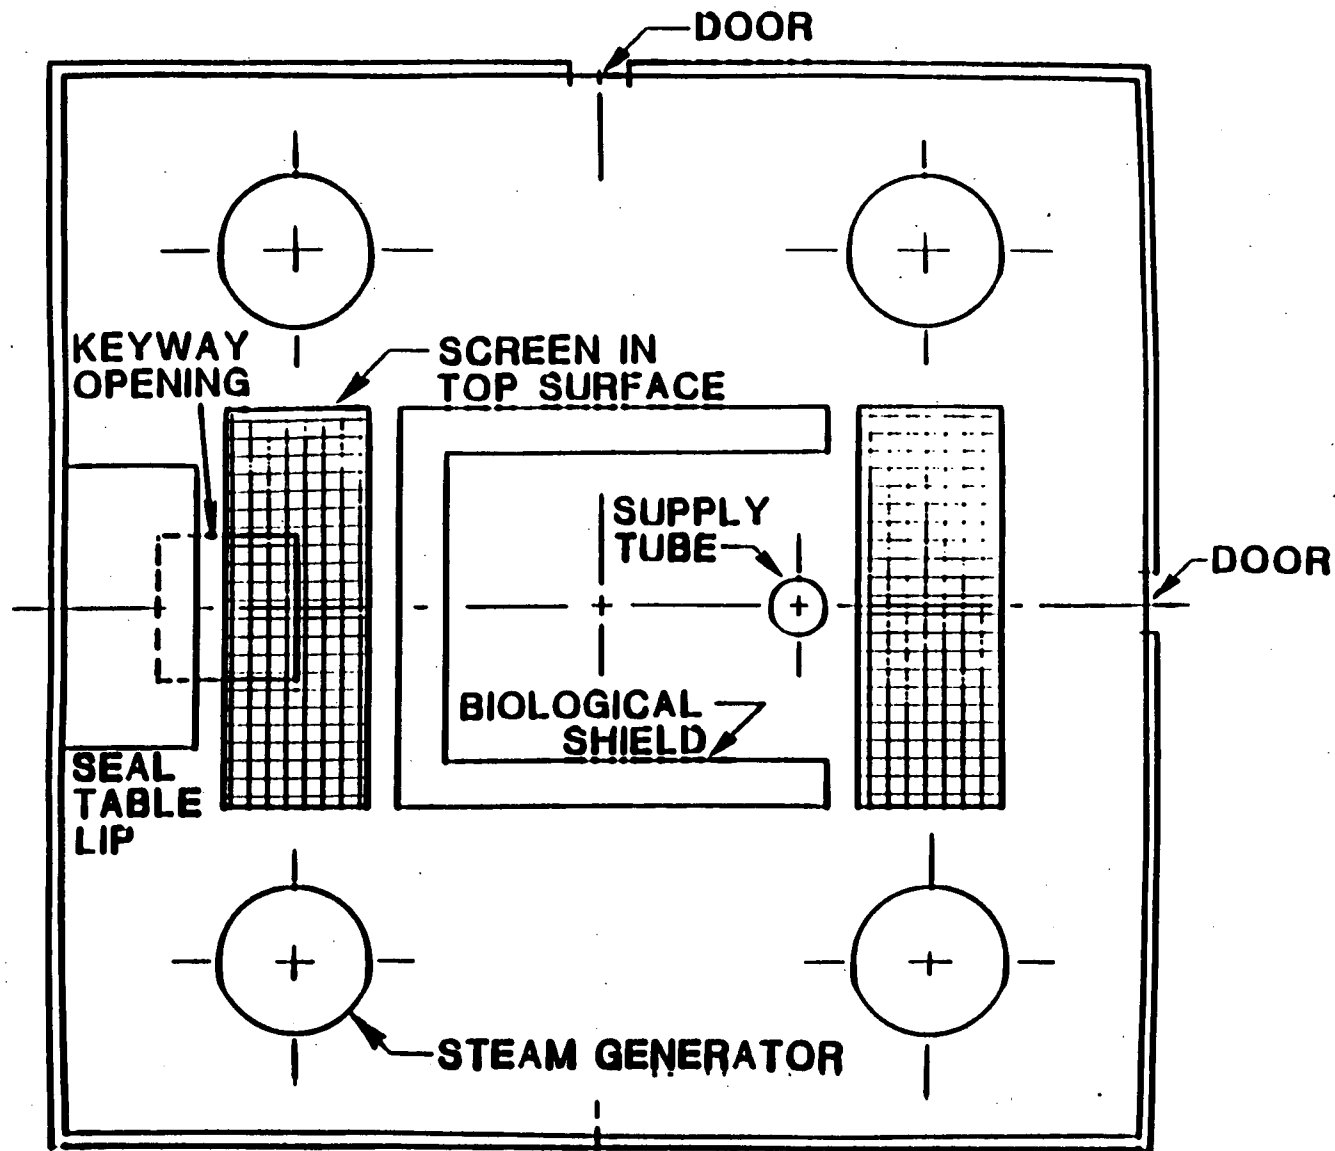 DOOR
KEYWAY
OPENING
SCREEN IN
TOP SURFACE
SUPPLY
TUBE
DOOR
BIOLOGICAL
SHIELD
SEAL
TABLE
LIP
STEAM GENERATOR